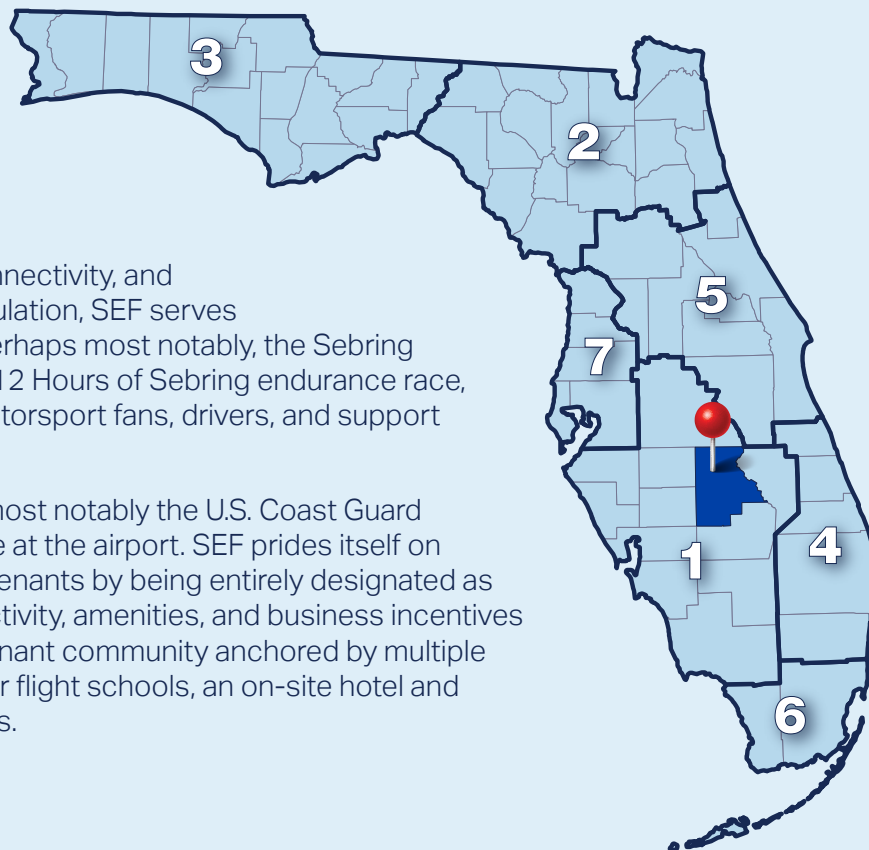 3
2
nnectivity, and
ulation, SEF serves
erhaps most notably, the Sebring
12 Hours of Sebring endurance race,
torsport fans, drivers, and support
5
7
most notably the U.S. Coast Guard
e at the airport. SEF prides itself on
enants by being entirely designated as
ctivity, amenities, and business incentives
nant community anchored by multiple
r flight schools, an on-site hotel and
s.
1
4
6